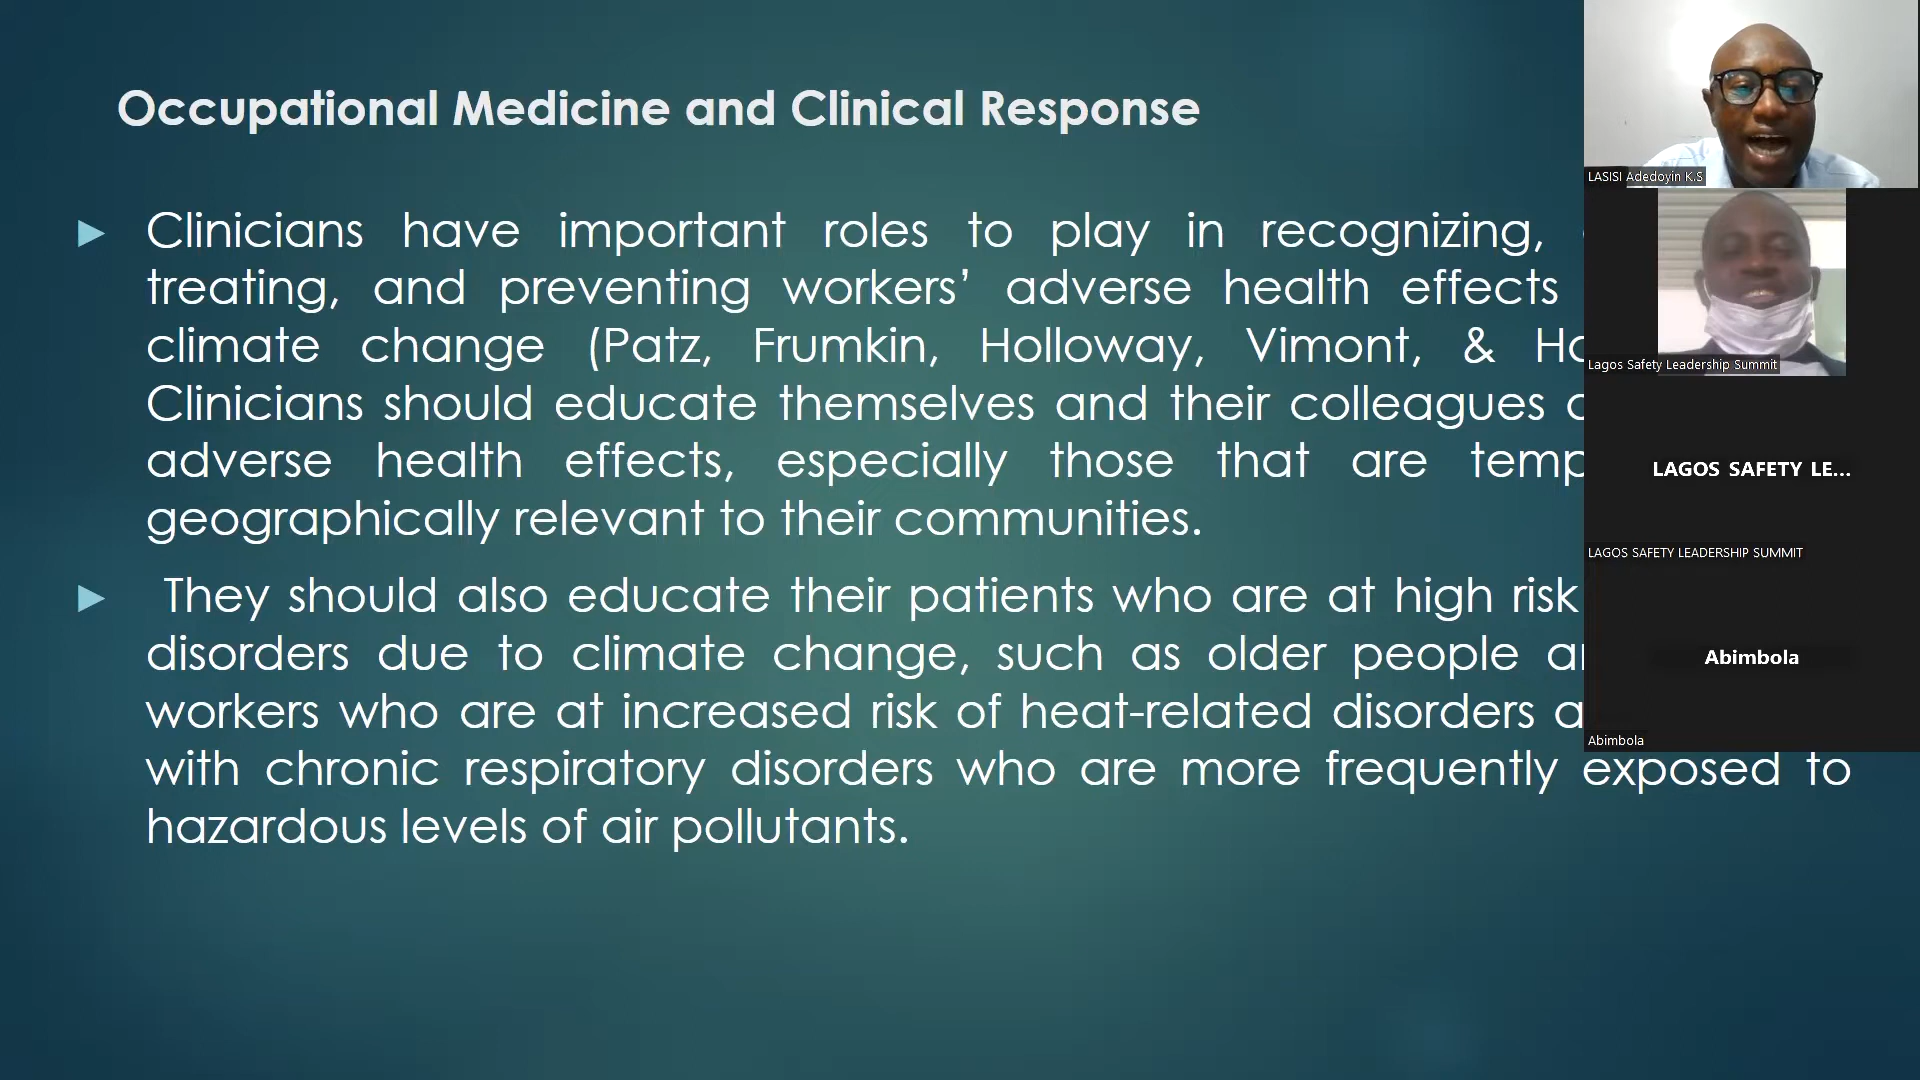 Occupational Medicine and Clinical Response
► Clinicians have important roles to play in recognizing,
treating, and preventing workers’ adverse health effects
climate change (Patz, Frumkin, Holloway, Vimont, &
Clinicians should educate themselves and their colleagues
adverse health effects, especially those that are
geographically relevant to their communities.
► They should also educate their patients who are at high risk
disorders due to climate change, such as older people
workers who are at increased risk of heat-related disorders
with chronic respiratory disorders who are more frequently exposed to
hazardous levels of air pollutants.
LASISI Adedoyin K.S
Lagos Safety Leadership Summit
LAGOS SAFETY LE...
LAGOS SAFETY LEADERSHIP SUMMIT
Abimbola
Abimbola